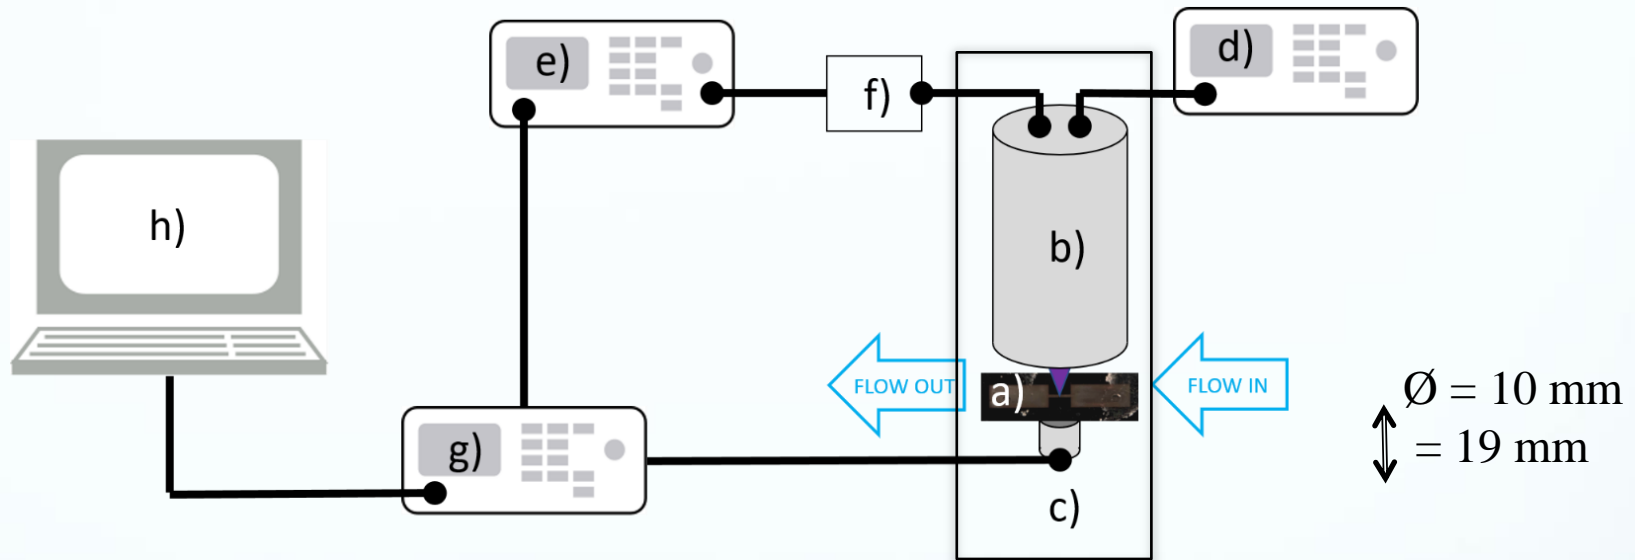 e)
f)
d)
h)
b)
FLOW OUT
a)
FLOW IN
Ø = 10 mm
= 19 mm
g)
c)